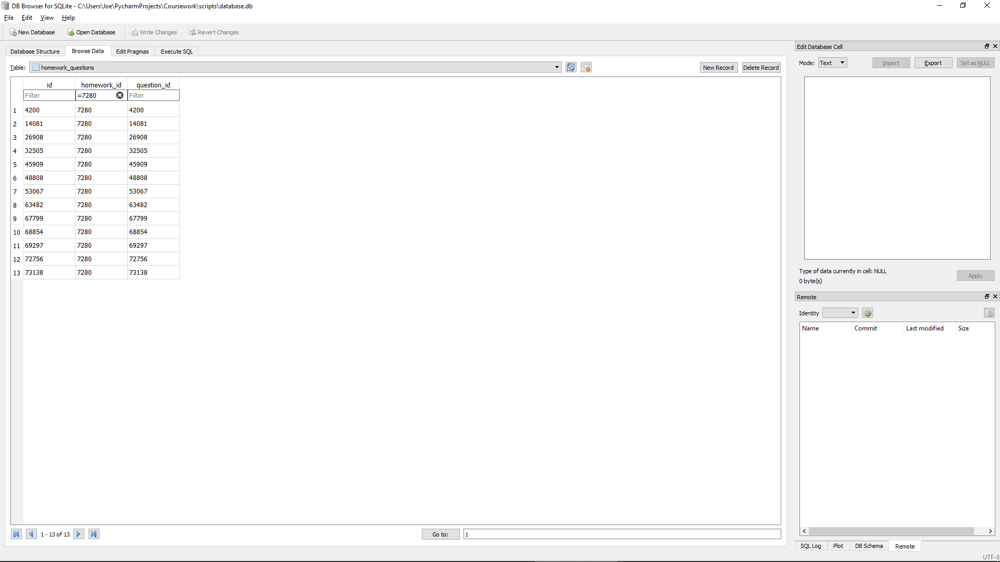 DB Browser for SQLite - C:\Users\Joe\PycharmProjects\Coursework\scripts\database.db
File Edit View Help
New Database Open Database Write Changes Revert Changes
Database Structure Browse Data Edit Pragmas Execute SQL
Table: homework_questions New Record Delete Record
id homework_id question_id
Filter =7280 Filter
1 4200 7280 4200
2 14081 7280 14081
3 26908 7280 26908
4 32505 7280 32505
5 45909 7280 45909
6 48808 7280 48808
7 53067 7280 53067
8 63482 7280 63482
9 67799 7280 67799
10 68854 7280 68854
11 69297 7280 69297
12 72756 7280 72756
13 73138 7280 73138
1 - 13 of 13 Go to: 1
Edit Database Cell
Mode: Text Import Export Set as NULL
Type of data currently in cell: NULL
0 byte(s)
Apply
Remote
Identity
Name Commit Last modified Size
SQL Log Plot DB Schema Remote
UTF-8